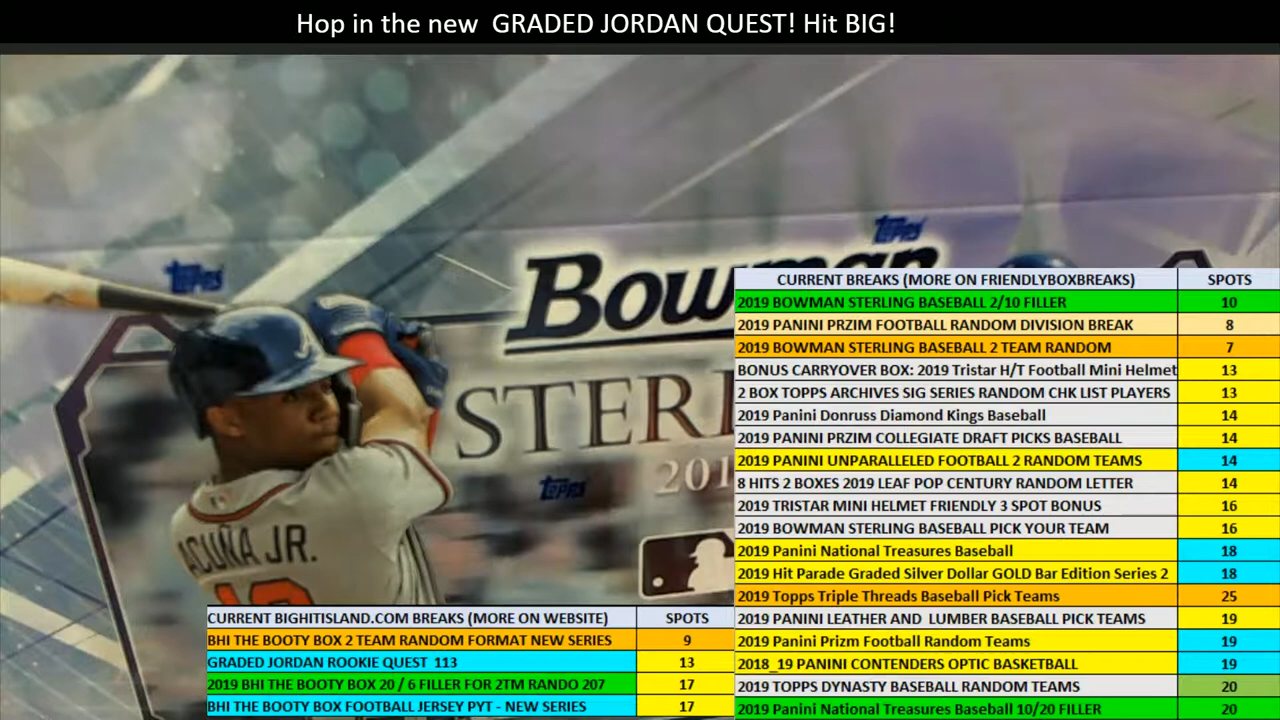 Hop in the new GRADED JORDAN QUEST! Hit BIG!
topps
topps
Bowman
STER
201
topps
ACUÑA JR.
CURRENT BREAKS (MORE ON FRIENDLYBOXBREAKS) SPOTS
2019 BOWMAN STERLING BASEBALL 2/10 FILLER 10
2019 PANINI PRZIM FOOTBALL RANDOM DIVISION BREAK 8
2019 BOWMAN STERLING BASEBALL 2 TEAM RANDOM 7
BONUS CARRYOVER BOX: 2019 Tristar H/T Football Mini Helmet 13
2 BOX TOPPS ARCHIVES SIG SERIES RANDOM CHK LIST PLAYERS 13
2019 Panini Donruss Diamond Kings Baseball 14
2019 PANINI PRZIM COLLEGIATE DRAFT PICKS BASEBALL 14
2019 PANINI UNPARALLELED FOOTBALL 2 RANDOM TEAMS 14
8 HITS 2 BOXES 2019 LEAF POP CENTURY RANDOM LETTER 14
2019 TRISTAR MINI HELMET FRIENDLY 3 SPOT BONUS 16
2019 BOWMAN STERLING BASEBALL PICK YOUR TEAM 16
2019 Panini National Treasures Baseball 18
2019 Hit Parade Graded Silver Dollar GOLD Bar Edition Series 2 18
2019 Topps Triple Threads Baseball Pick Teams 25
2019 PANINI LEATHER AND LUMBER BASEBALL PICK TEAMS 19
2019 Panini Prizm Football Random Teams 19
2018_19 PANINI CONTENDERS OPTIC BASKETBALL 19
2019 TOPPS DYNASTY BASEBALL RANDOM TEAMS 20
2019 Panini National Treasures Baseball 10/20 FILLER 20
CURRENT BIGHITISLAND.COM BREAKS (MORE ON WEBSITE) SPOTS
BHI THE BOOTY BOX 2 TEAM RANDOM FORMAT NEW SERIES 9
GRADED JORDAN ROOKIE QUEST 113 13
2019 BHI THE BOOTY BOX 20 / 6 FILLER FOR 2TM RANDO 207 17
BHI THE BOOTY BOX FOOTBALL JERSEY PYT - NEW SERIES 17